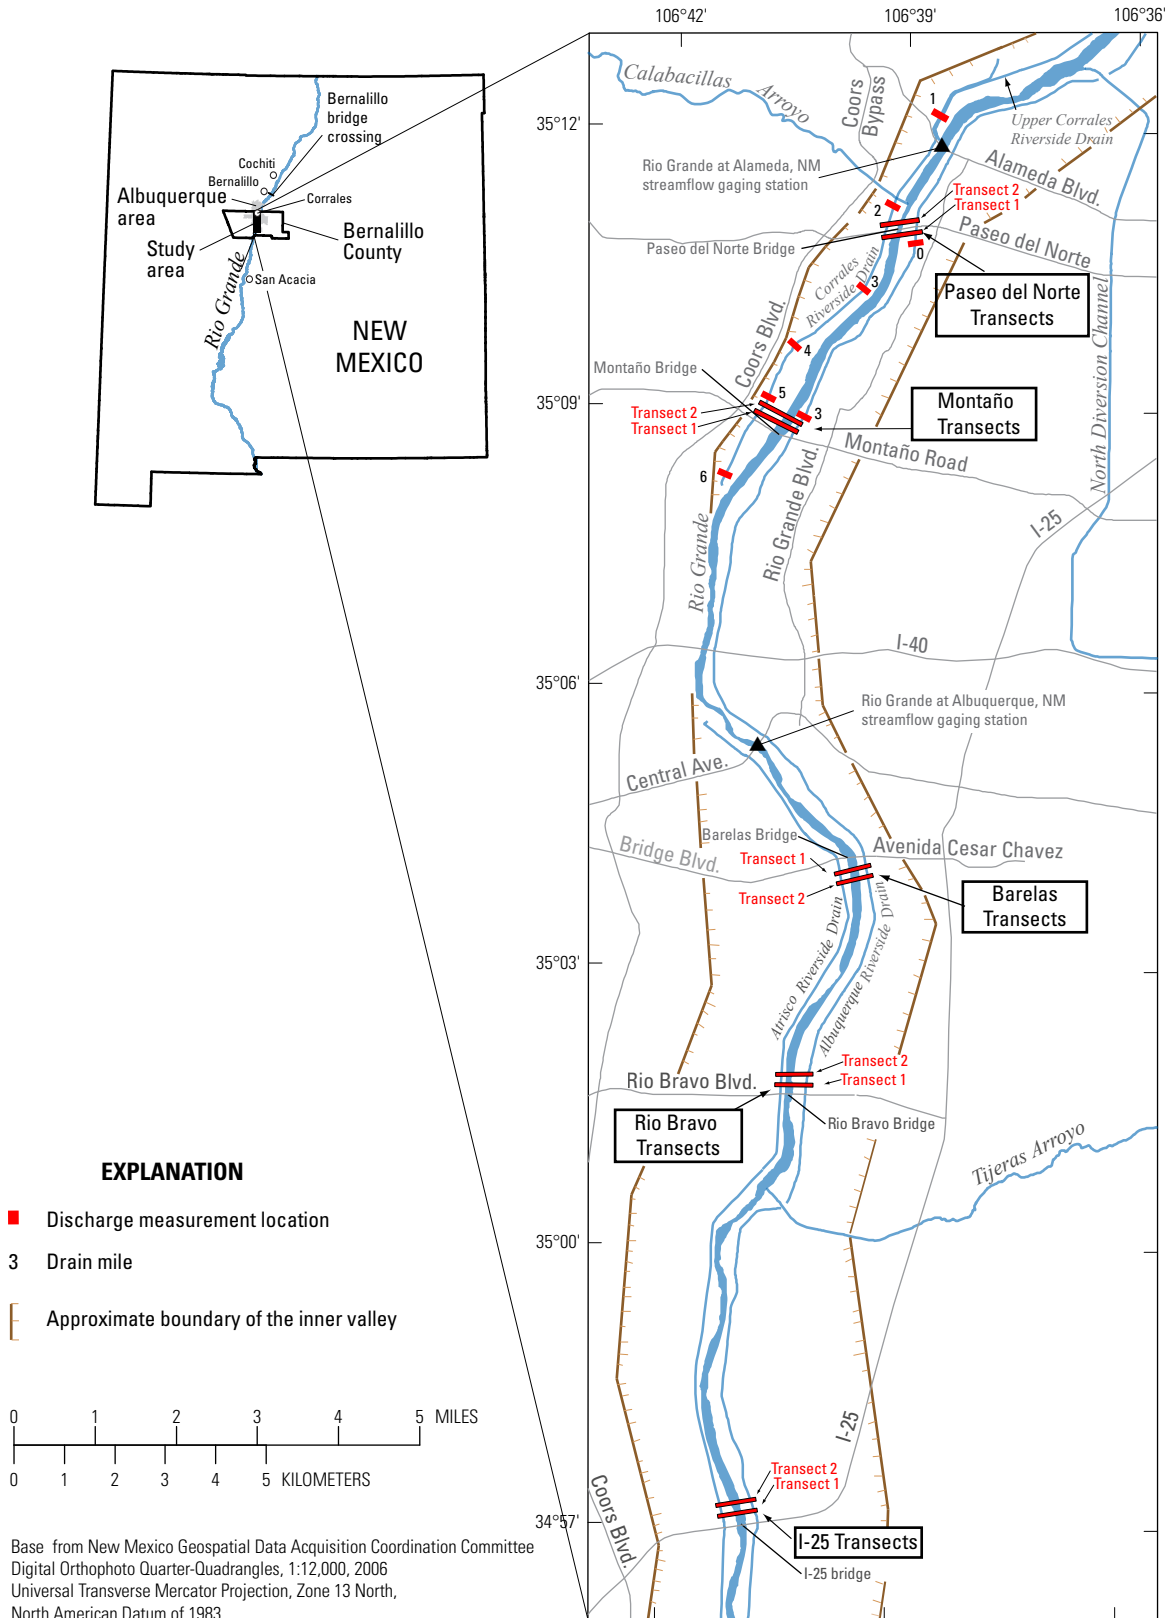 106°42'
106°39'
106°36'
Bernalillo
bridge
crossing
Cochiti
Bernalillo
Corrales
Albuquerque
area
Study
area
Bernalillo
County
San Acacia
Rio Grande
NEW
MEXICO
Calabacillas Arroyo
Coors
Bypass
1
Upper Corrales
Riverside Drain
35°12'
Rio Grande at Alameda, NM
streamflow gaging station
Alameda Blvd.
Transect 2
Transect 1
2
Paseo del Norte Bridge
Paseo del Norte
0
Corrales
Riverside Drain
3
Paseo del Norte
Transects
North Diversion Channel
Coors Blvd.
4
Montaño Bridge
35°09'
5
Transect 2
Transect 1
3
Montaño
Transects
Montaño Road
6
Rio Grande Blvd.
I-25
Rio Grande
I-40
35°06'
Rio Grande at Albuquerque, NM
streamflow gaging station
Central Ave.
Barelas Bridge
Bridge Blvd.
Avenida Cesar Chavez
Transect 1
Transect 2
Barelas
Transects
Atrisco Riverside Drain
Albuquerque Riverside Drain
35°03'
Transect 2
Transect 1
Rio Bravo Blvd.
Rio Bravo
Transects
Rio Bravo Bridge
Tijeras Arroyo
35°00'
I-25
Transect 2
Transect 1
Coors Blvd.
34°57'
I-25 Transects
I-25 bridge
EXPLANATION
Discharge measurement location
3 Drain mile
Approximate boundary of the inner valley
0 1 2 3 4 5 MILES
0 1 2 3 4 5 KILOMETERS
Base from New Mexico Geospatial Data Acquisition Coordination Committee
Digital Orthophoto Quarter-Quadrangles, 1:12,000, 2006
Universal Transverse Mercator Projection, Zone 13 North,
North American Datum of 1983